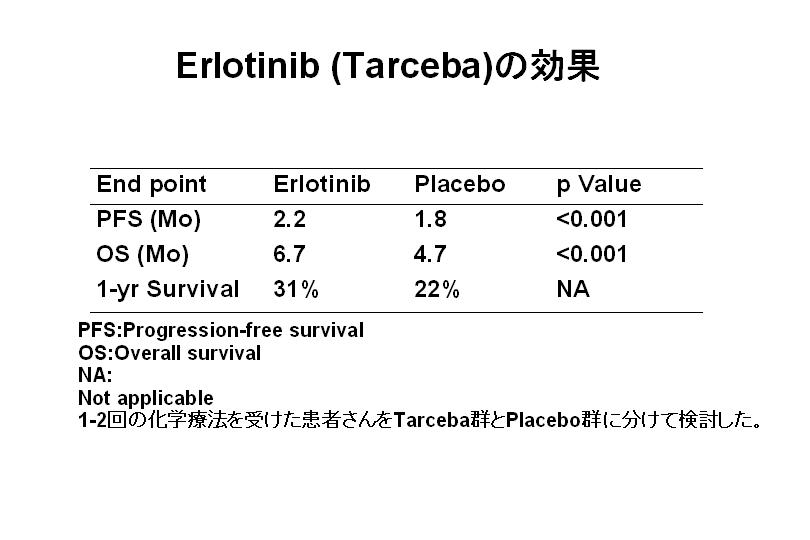 Erlotinib (Tarceba)の効果
End point Erlotinib Placebo p Value
PFS (Mo) 2.2 1.8 <0.001
OS (Mo) 6.7 4.7 <0.001
1-yr Survival 31% 22% NA
PFS:Progression-free survival
OS:Overall survival
NA:
Not applicable
1-2回の化学療法を受けた患者さんをTarceba群とPlacebo群に分けて検討した。